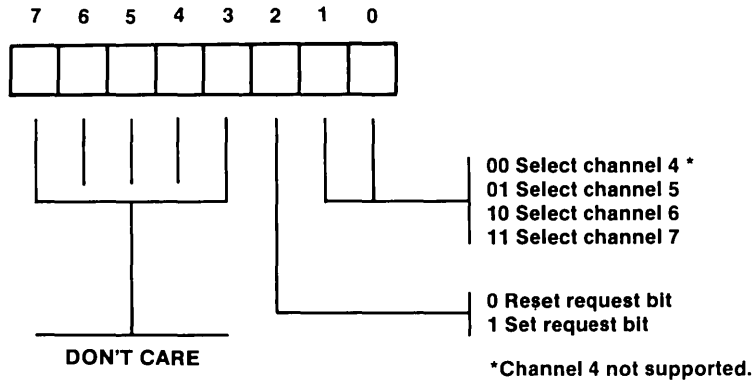 7 6 5 4 3 2 1 0
00 Select channel 4 *
01 Select channel 5
10 Select channel 6
11 Select channel 7
0 Reset request bit
1 Set request bit
DON'T CARE
*Channel 4 not supported.